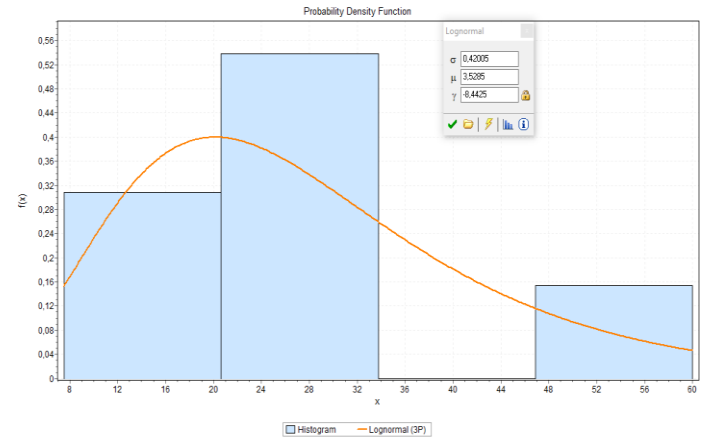 Probability Density Function
Lognormal
σ 0,42005
μ 3,5285
γ -8,4425
f(x)
0,56
0,52
0,48
0,44
0,4
0,36
0,32
0,28
0,24
0,2
0,16
0,12
0,08
0,04
0
8 12 16 20 24 28 32 36 40 44 48 52 56 60
x
Histogram Lognormal (3P)